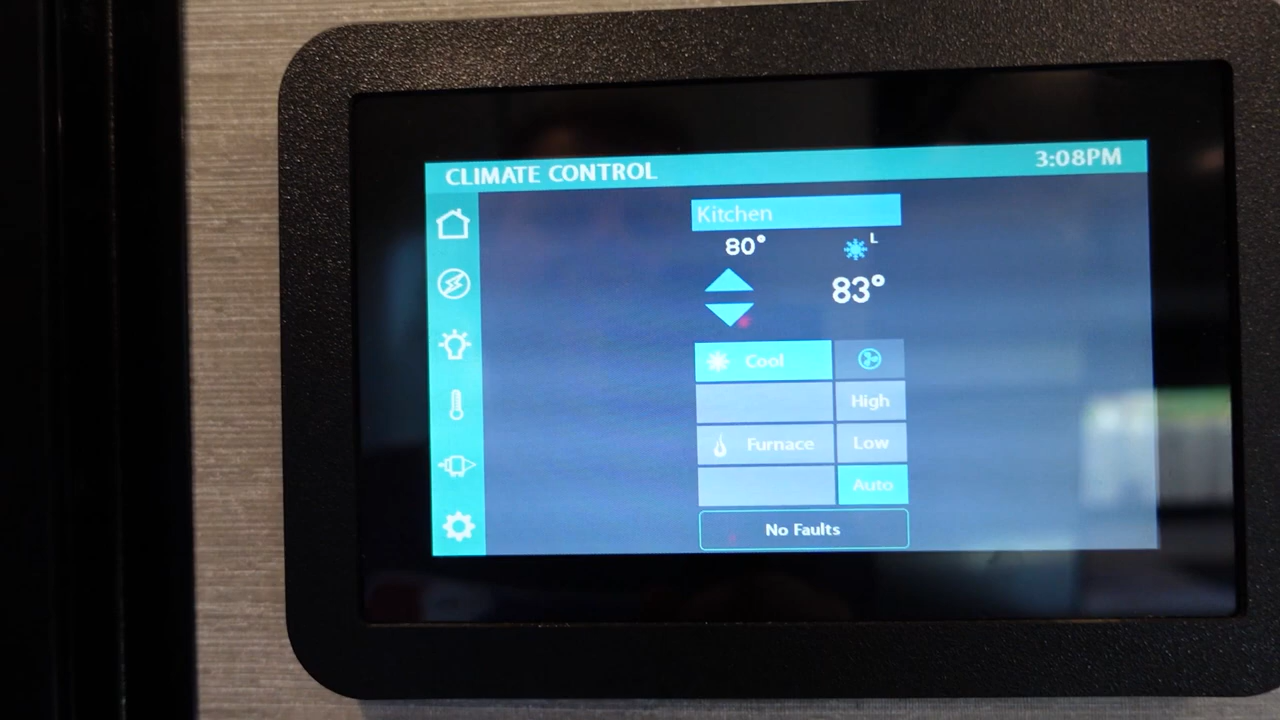 CLIMATE CONTROL 3:08PM
Kitchen
80° L
83°
Cool
High
Furnace Low
Auto
No Faults